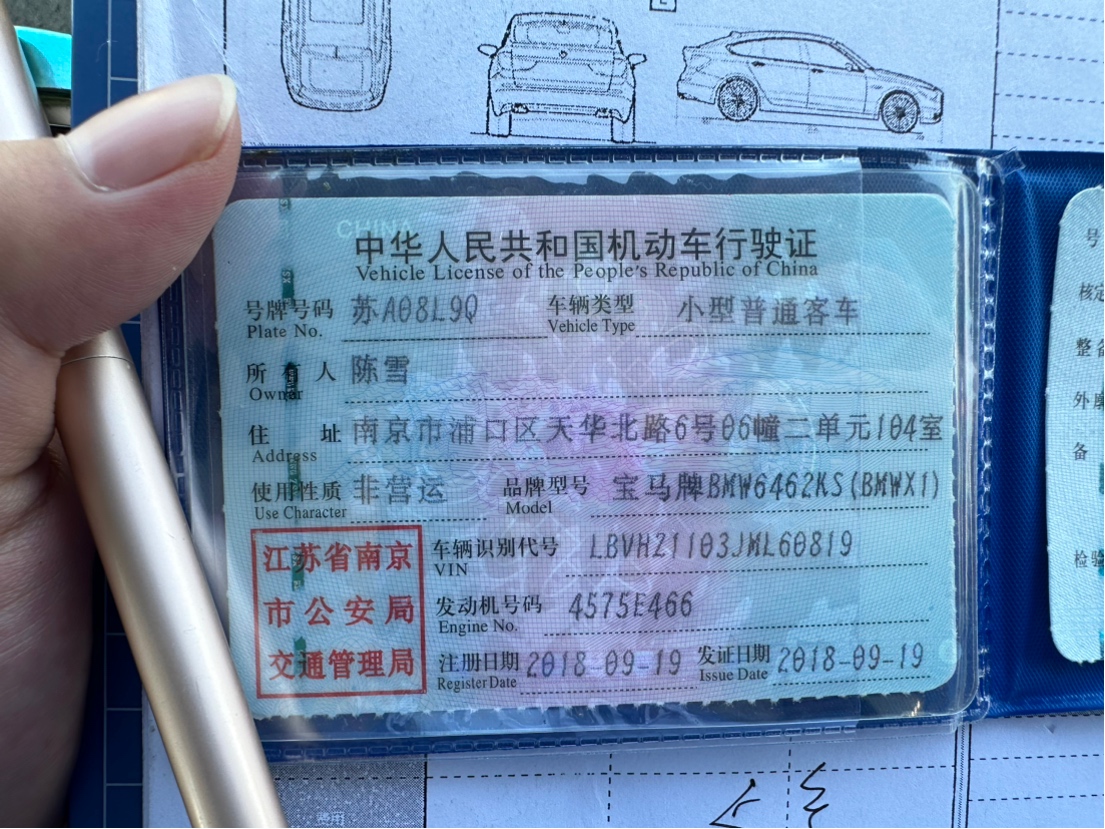 CHINA
中华人民共和国机动车行驶证
Vehicle License of the People's Republic of China
号牌号码 苏A08L9Q 车辆类型 小型普通客车
Plate No. Vehicle Type
所有人 陈雪
Owner
住址 南京市浦口区天华北路6号06幢二单元104室
Address
使用性质 非营运 品牌型号 宝马牌BMW6462KS(BMWX1)
Use Character Model
江苏省南京
市公安局
交通管理局
车辆识别代号 LBVHZ1103JML60819
VIN
发动机号码 4575E466
Engine No.
注册日期 2018-09-19 发证日期 2018-09-19
Register Date Issue Date
号
核定
整备
外廓
备
检验
费用